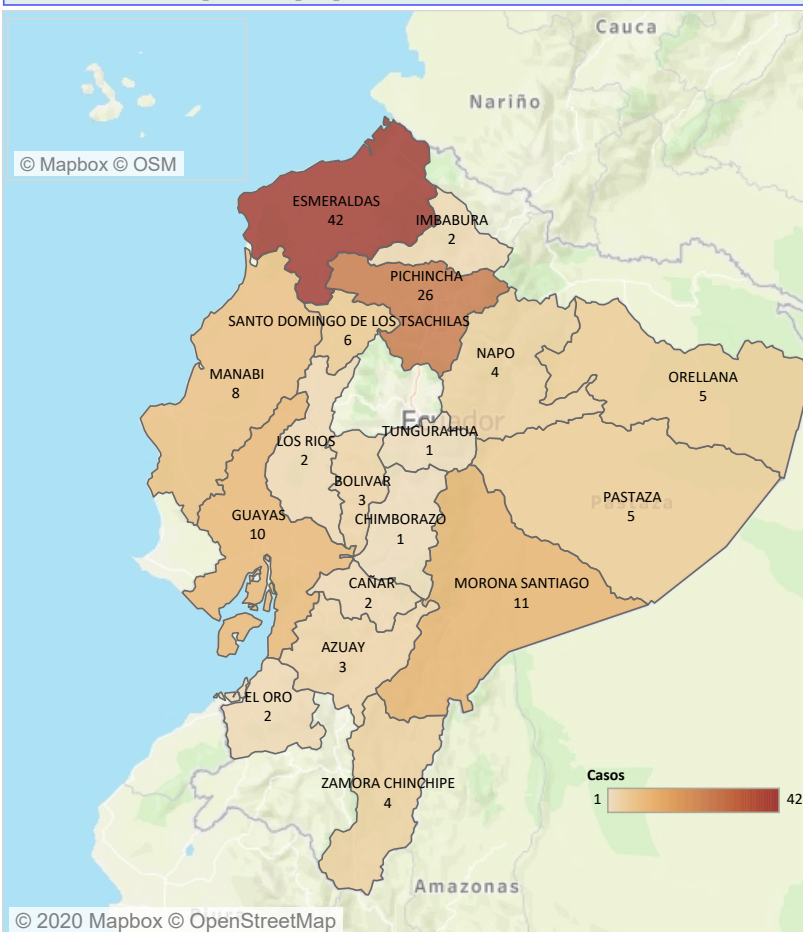 Cauca
Nariño
© Mapbox © OSM
ESMERALDAS
42
IMBABURA
2
PICHINCHA
26
SANTO DOMINGO DE LOS TSACHILAS
6
NAPO
4
MANABI
8
ORELLANA
5
Ecuador
TUNGURAHUA
1
LOS RIOS
2
BOLIVAR
3
PASTAZA
Pastaza
5
GUAYAS
10
CHIMBORAZO
1
CAÑAR
2
MORONA SANTIAGO
11
AZUAY
3
EL ORO
2
ZAMORA CHINCHIPE
4
Casos
1 42
Amazonas
© 2020 Mapbox © OpenStreetMap